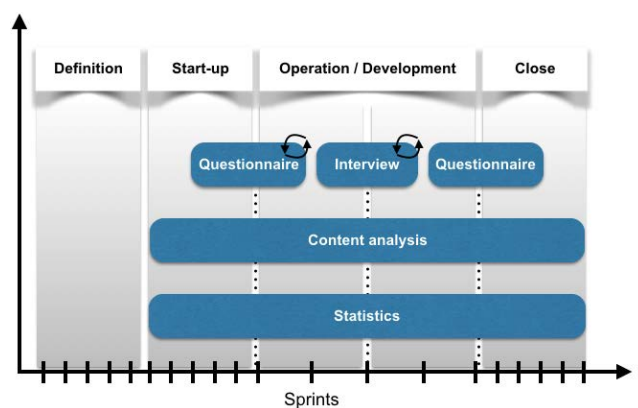 Definition
Start-up
Operation / Development
Close
Questionnaire
Interview
Questionnaire
Content analysis
Statistics
Sprints